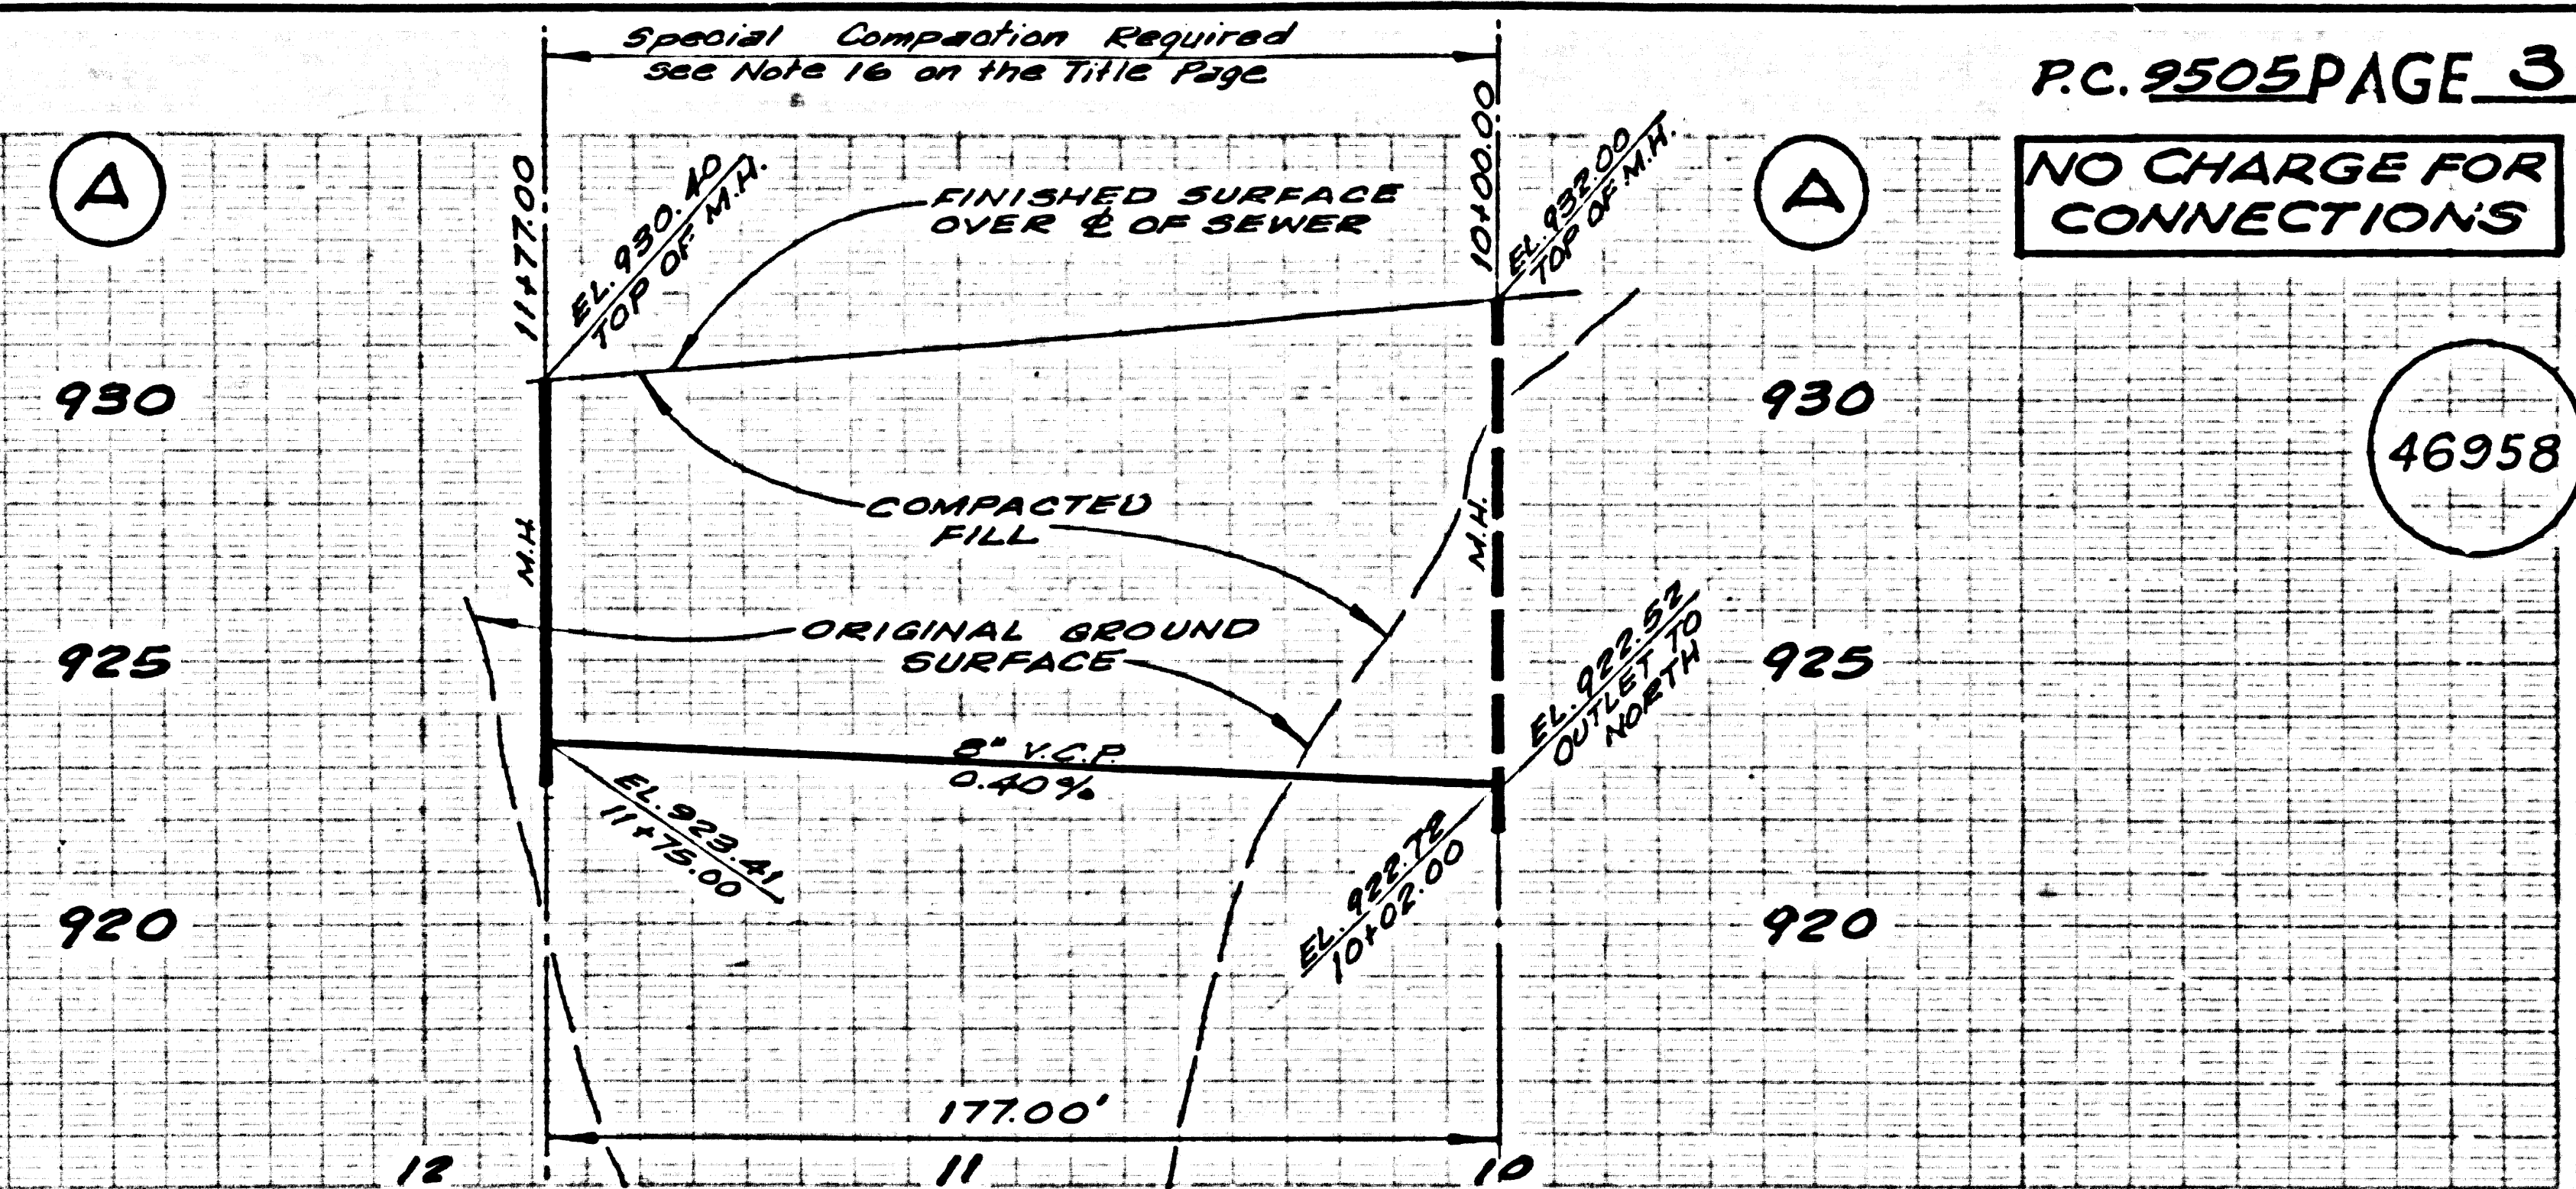 Special Compaction Required
See Note 16 on the Title Page
P.C. 9505 PAGE 3
A
11+77.00
EL. 930.40
TOP OF M.H.
FINISHED SURFACE
OVER ℄ OF SEWER
10+00.00
EL. 932.00
TOP OF M.H.
A
NO CHARGE FOR
CONNECTIONS
930
930
46958
COMPACTED
FILL
M.H.
M.H.
ORIGINAL GROUND
SURFACE
925
925
EL. 922.52
OUTLET TO
NORTH
8" V.C.P.
0.40%
EL. 923.41
11+75.00
EL. 922.72
10+02.00
920
920
177.00'
12
11
10